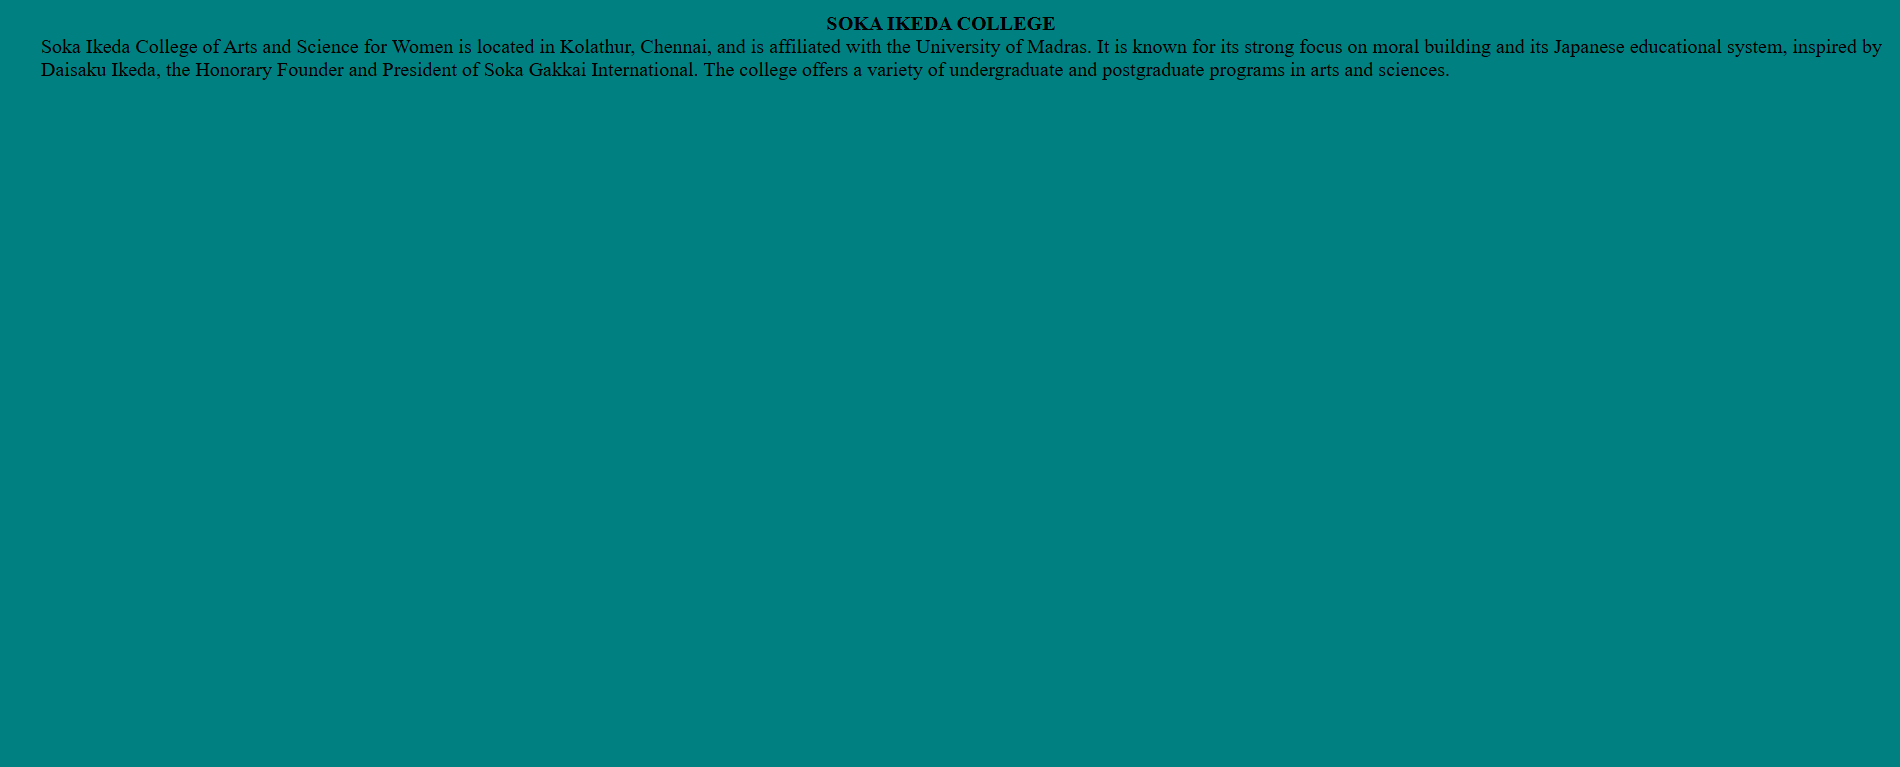 SOKA IKEDA COLLEGE
Soka Ikeda College of Arts and Science for Women is located in Kolathur, Chennai, and is affiliated with the University of Madras. It is known for its strong focus on moral building and its Japanese educational system, inspired by
Daisaku Ikeda, the Honorary Founder and President of Soka Gakkai International. The college offers a variety of undergraduate and postgraduate programs in arts and sciences.